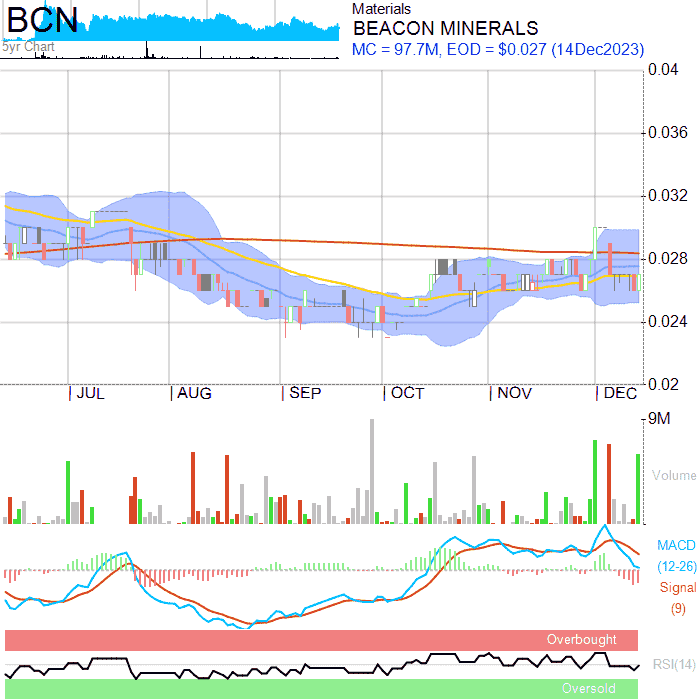 BCN
5yr Chart
Materials
BEACON MINERALS
MC = 97.7M, EOD = $0.027 (14Dec2023)
0.04
0.036
0.032
0.028
0.024
0.02
JUL AUG SEP OCT NOV DEC
9M
Volume
MACD
(12-26)
Signal
(9)
Overbought
RSI(14)
Oversold